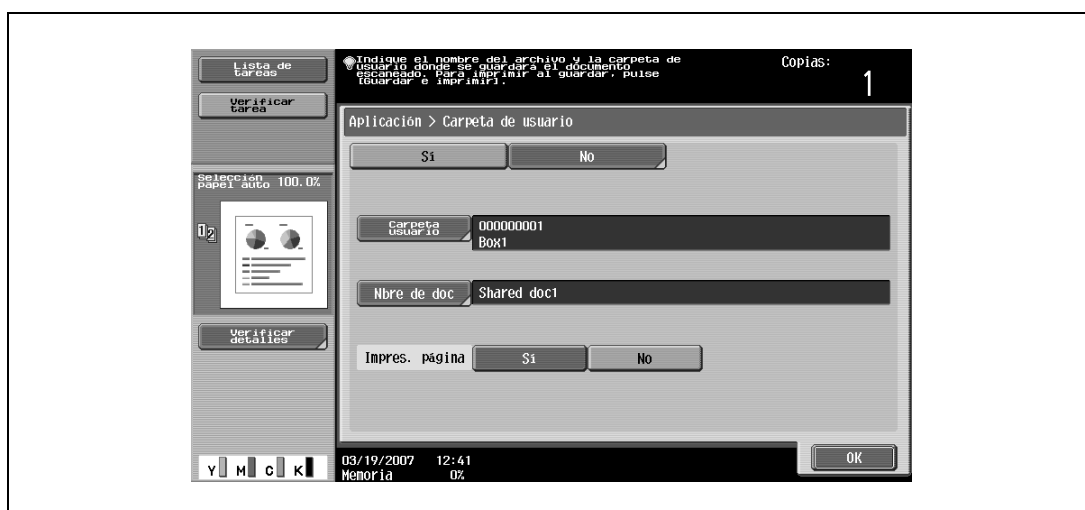 Lista de
tareas
Verificar
tarea
Selección
papel auto 100.0%
1 2
Verificar
detalles
Y M C K
Indique el nombre del archivo y la carpeta de
usuario donde se guardará el documento
escaneado. Para imprimir al guardar, pulse
[Guardar e imprimir].
Copias:
1
Aplicación > Carpeta de usuario
Sí No
Carpeta
usuario
000000001
Box1
Nbre de doc Shared doc1
Impres. página Sí No
03/19/2007 12:41
Memoria 0%
OK